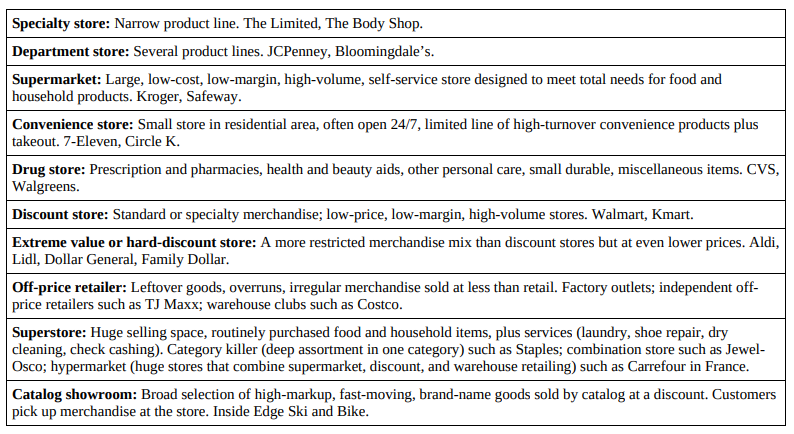 Specialty store: Narrow product line. The Limited, The Body Shop.
Department store: Several product lines. JCPenney, Bloomingdale’s.
Supermarket: Large, low-cost, low-margin, high-volume, self-service store designed to meet total needs for food and
household products. Kroger, Safeway.
Convenience store: Small store in residential area, often open 24/7, limited line of high-turnover convenience products plus
takeout. 7-Eleven, Circle K.
Drug store: Prescription and pharmacies, health and beauty aids, other personal care, small durable, miscellaneous items. CVS,
Walgreens.
Discount store: Standard or specialty merchandise; low-price, low-margin, high-volume stores. Walmart, Kmart.
Extreme value or hard-discount store: A more restricted merchandise mix than discount stores but at even lower prices. Aldi,
Lidl, Dollar General, Family Dollar.
Off-price retailer: Leftover goods, overruns, irregular merchandise sold at less than retail. Factory outlets; independent off-
price retailers such as TJ Maxx; warehouse clubs such as Costco.
Superstore: Huge selling space, routinely purchased food and household items, plus services (laundry, shoe repair, dry
cleaning, check cashing). Category killer (deep assortment in one category) such as Staples; combination store such as Jewel-
Osco; hypermarket (huge stores that combine supermarket, discount, and warehouse retailing) such as Carrefour in France.
Catalog showroom: Broad selection of high-markup, fast-moving, brand-name goods sold by catalog at a discount. Customers
pick up merchandise at the store. Inside Edge Ski and Bike.